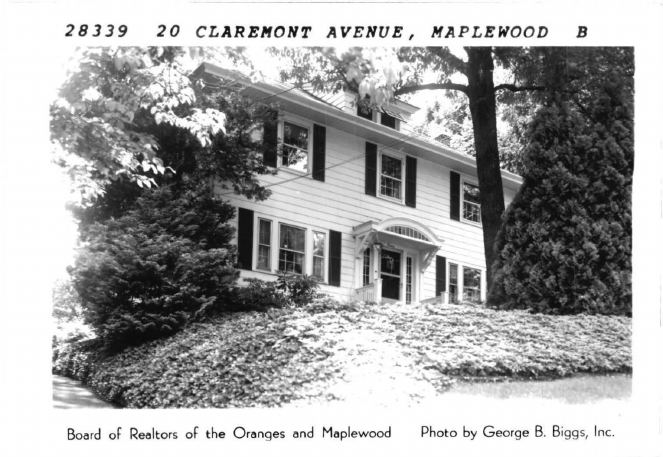 28339 20 CLAREMONT AVENUE, MAPLEWOOD B
Board of Realtors of the Oranges and Maplewood Photo by George B. Biggs, Inc.